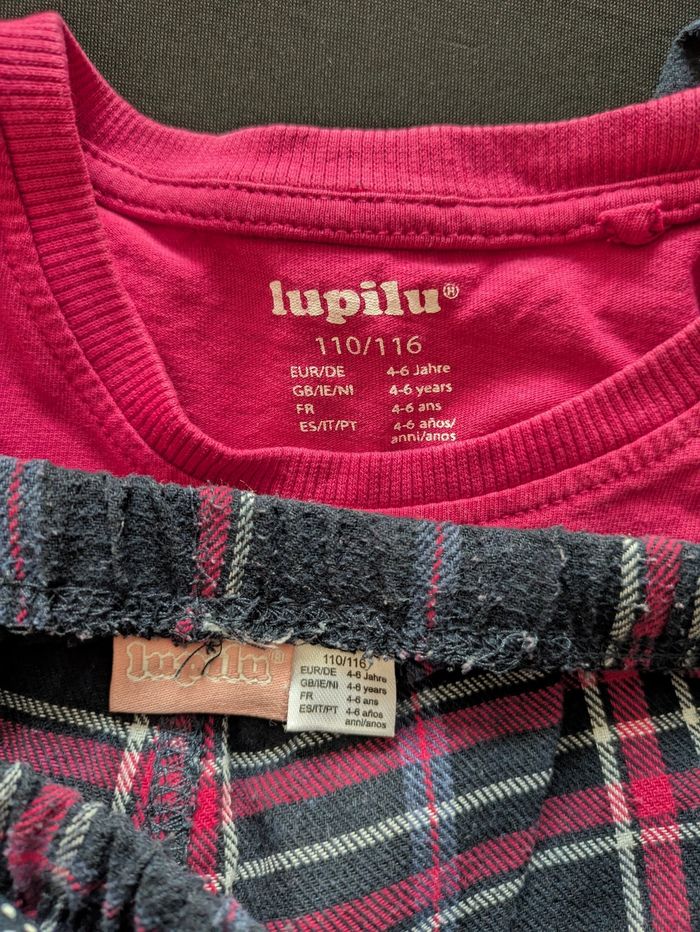 lupilu®
110/116
EUR/DE 4-6 Jahre
GB/IE/NI 4-6 years
FR 4-6 ans
ES/IT/PT 4-6 años/
anni/anos
lupilu®
110/116
EUR/DE 4-6 Jahre
GB/IE/NI 4-6 years
FR 4-6 ans
ES/IT/PT 4-6 años
anni/anos